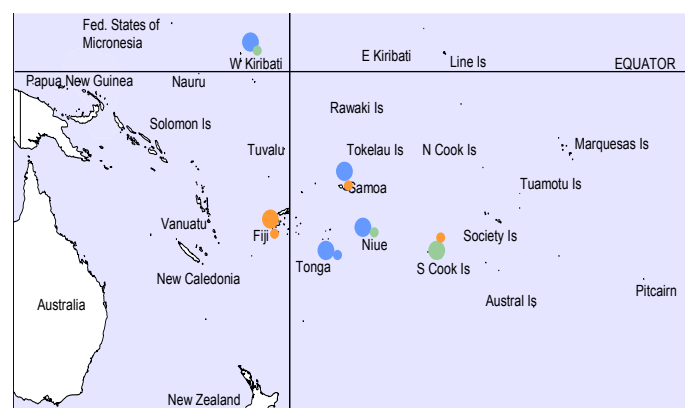 Fed. States of
Micronesia
W Kiribati
E Kiribati
Line Is
EQUATOR
Papua New Guinea
Nauru
Rawaki Is
Solomon Is
Tuvalu
Tokelau Is
N Cook Is
Marquesas Is
Samoa
Tuamotu Is
Vanuatu
Fiji
Niue
Society Is
Tonga
S Cook Is
New Caledonia
Pitcairn
Australia
Austral Is
New Zealand